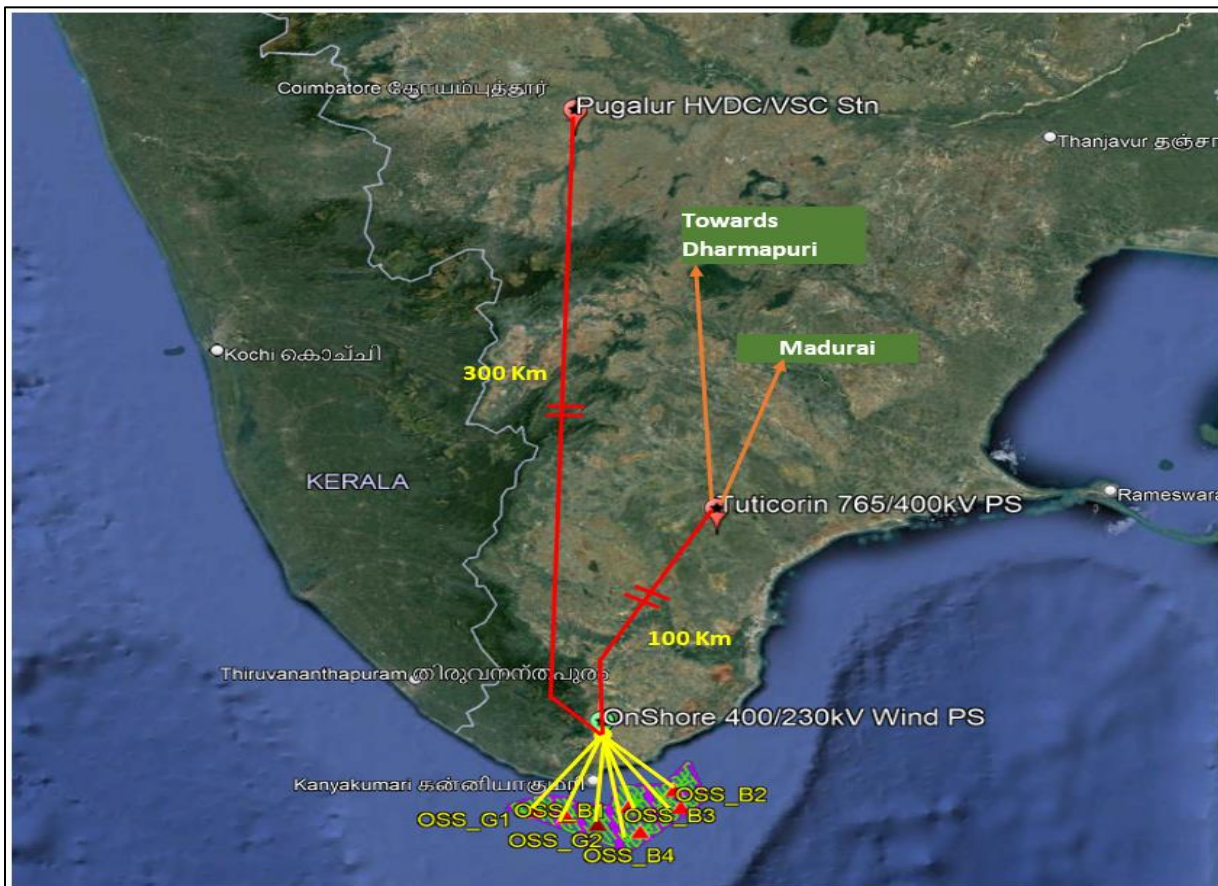 Coimbatore கோயம்புத்தூர்
Pugalur HVDC/VSC Stn
Thanjavur தஞ்சா
Towards
Dharmapuri
Madurai
Kochi കൊച്ചി
300 Km
KERALA
Tuticorin 765/400kV PS
Rameswara
100 Km
Thiruvananthapuram തിരുവനന്തപുരം
OnShore 400/230kV Wind PS
Kanyakumari கன்னியாகுமரி
OSS_B2
OSS_G1
OSS_B1
OSS_B3
OSS_G2
OSS_B4